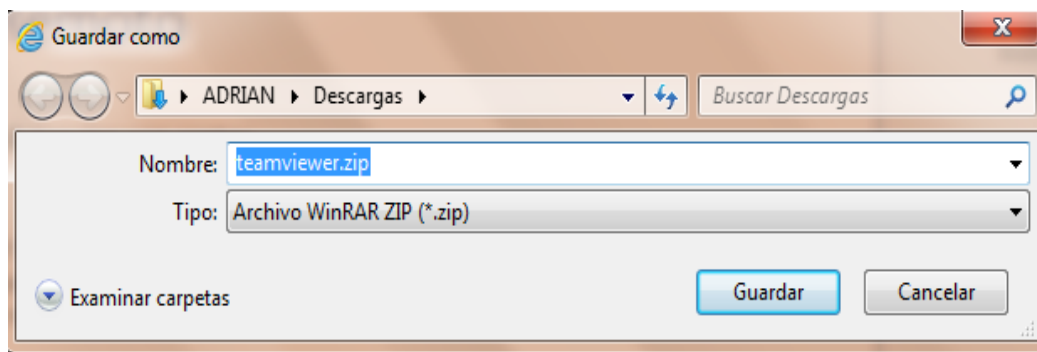 Guardar como
ADRIAN Descargas Buscar Descargas
Nombre: teamviewer.zip
Tipo: Archivo WinRAR ZIP (*.zip)
Examinar carpetas Guardar Cancelar